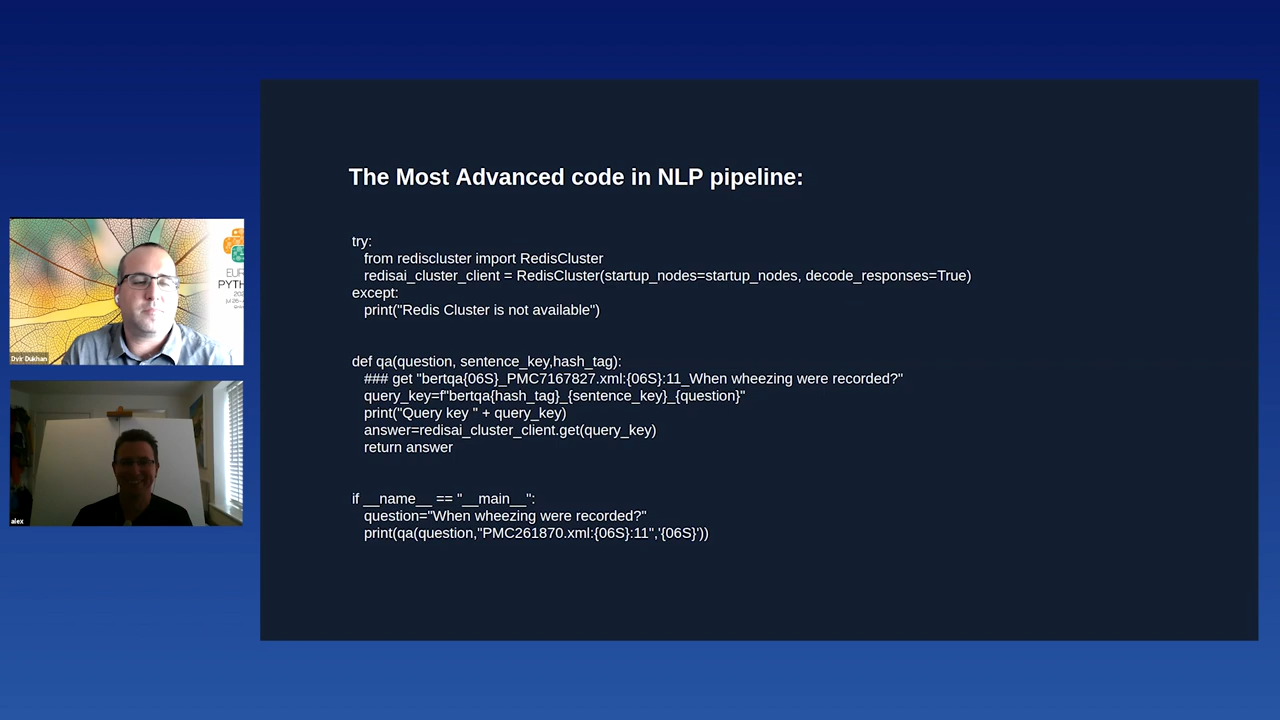 The Most Advanced code in NLP pipeline:
try:
from rediscluster import RedisCluster
redisai_cluster_client = RedisCluster(startup_nodes=startup_nodes, decode_responses=True)
except:
print("Redis Cluster is not available")
def qa(question, sentence_key,hash_tag):
### get "bertqa{06S}_PMC7167827.xml:{06S}:11_When wheezing were recorded?"
query_key=f"bertqa{hash_tag}_{sentence_key}_{question}"
print("Query key " + query_key)
answer=redisai_cluster_client.get(query_key)
return answer
if __name__ == "__main__":
question="When wheezing were recorded?"
print(qa(question,"PMC261870.xml:{06S}:11",'{06S}'))
EUR
PYTH
Dvir Dukhan
alex